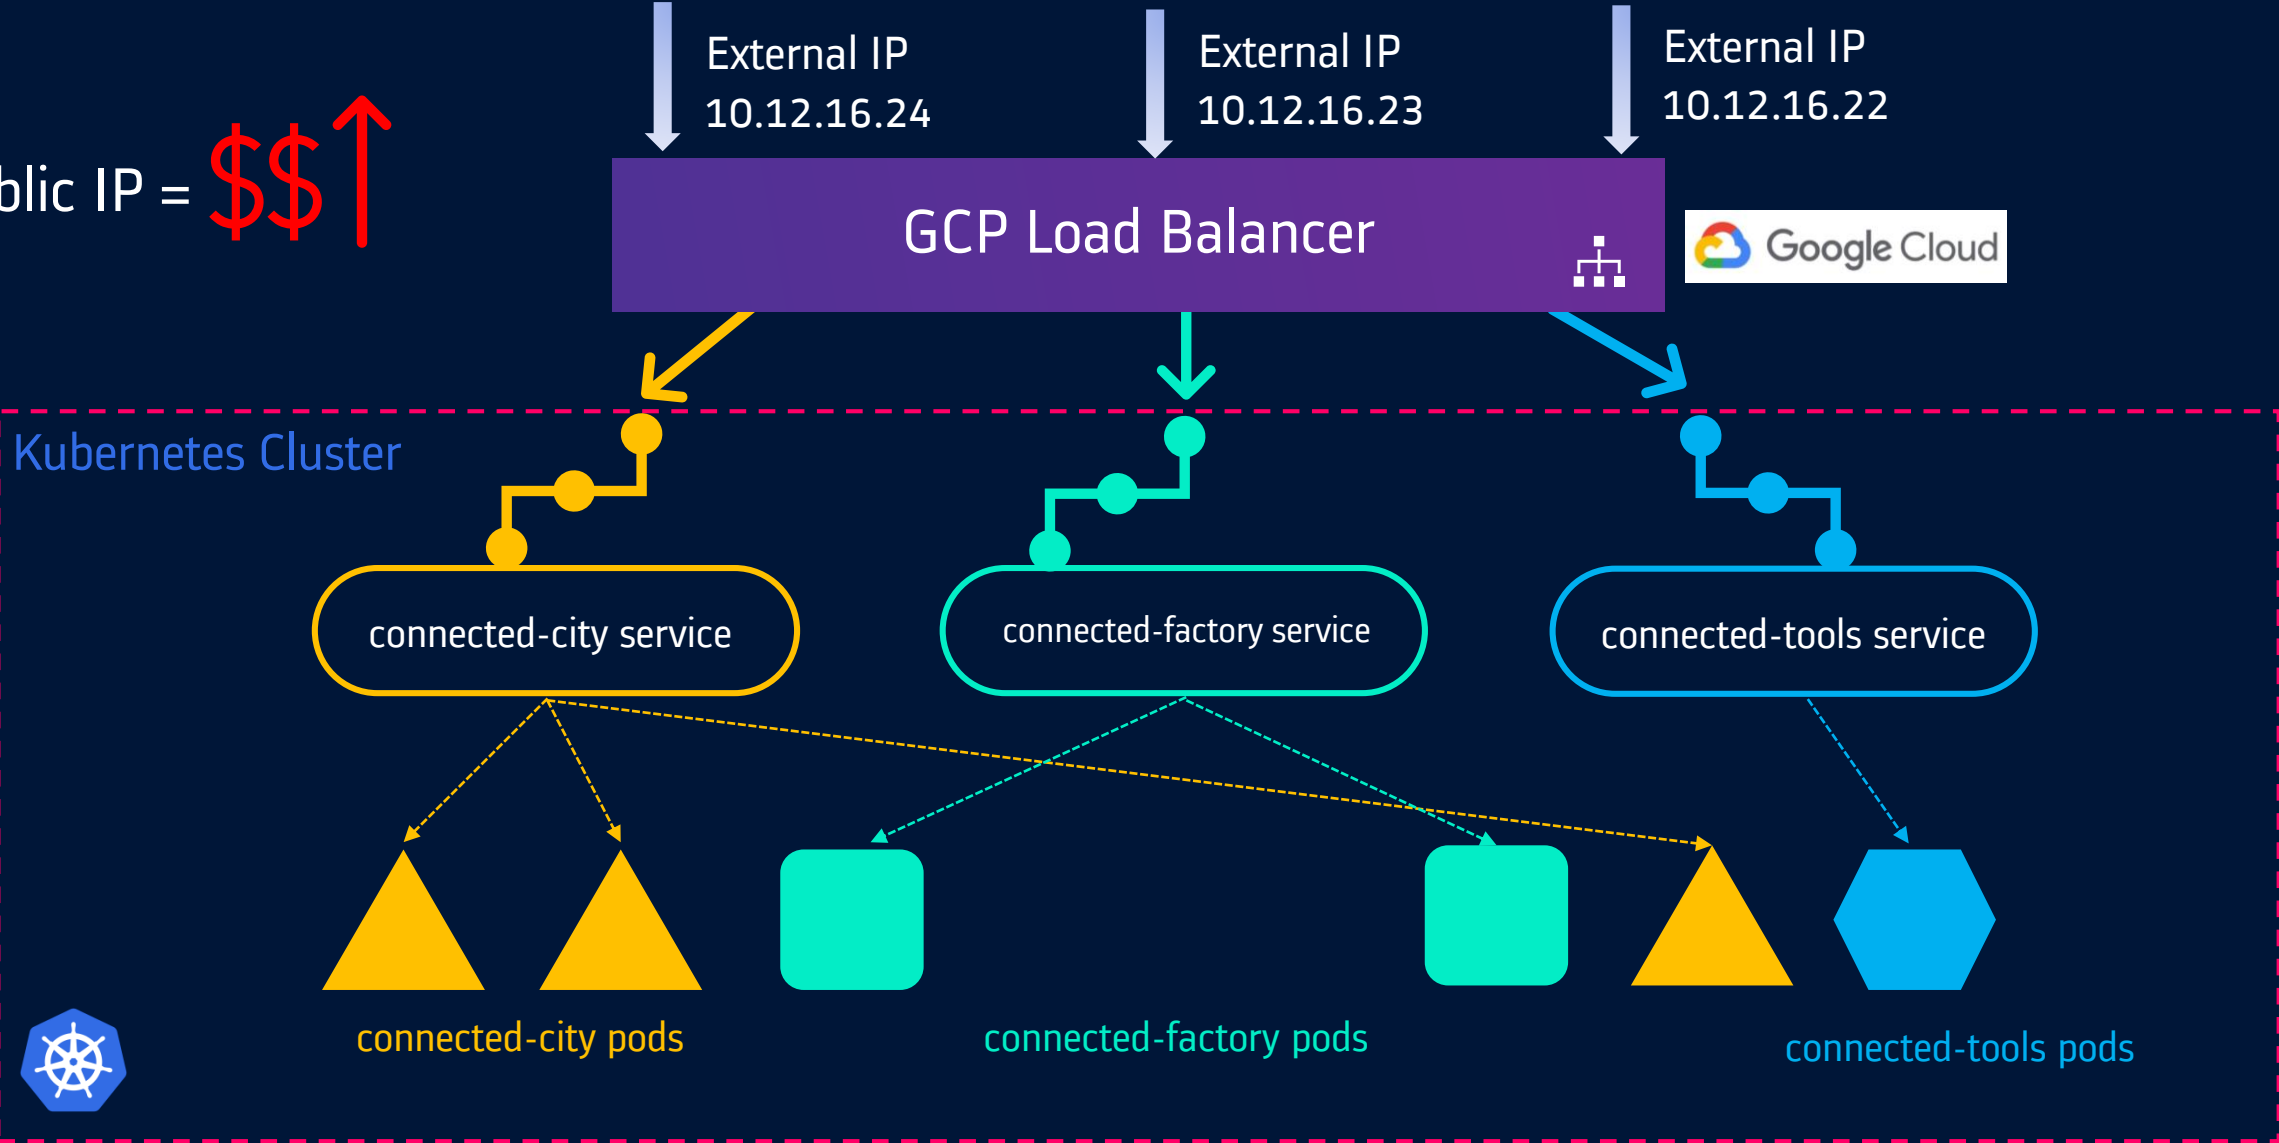 External IP
10.12.16.24
External IP
10.12.16.23
External IP
10.12.16.22
IP = $$
GCP Load Balancer
Google Cloud
Kubernetes Cluster
connected-city service
connected-factory service
connected-tools service
connected-city pods
connected-factory pods
connected-tools pods